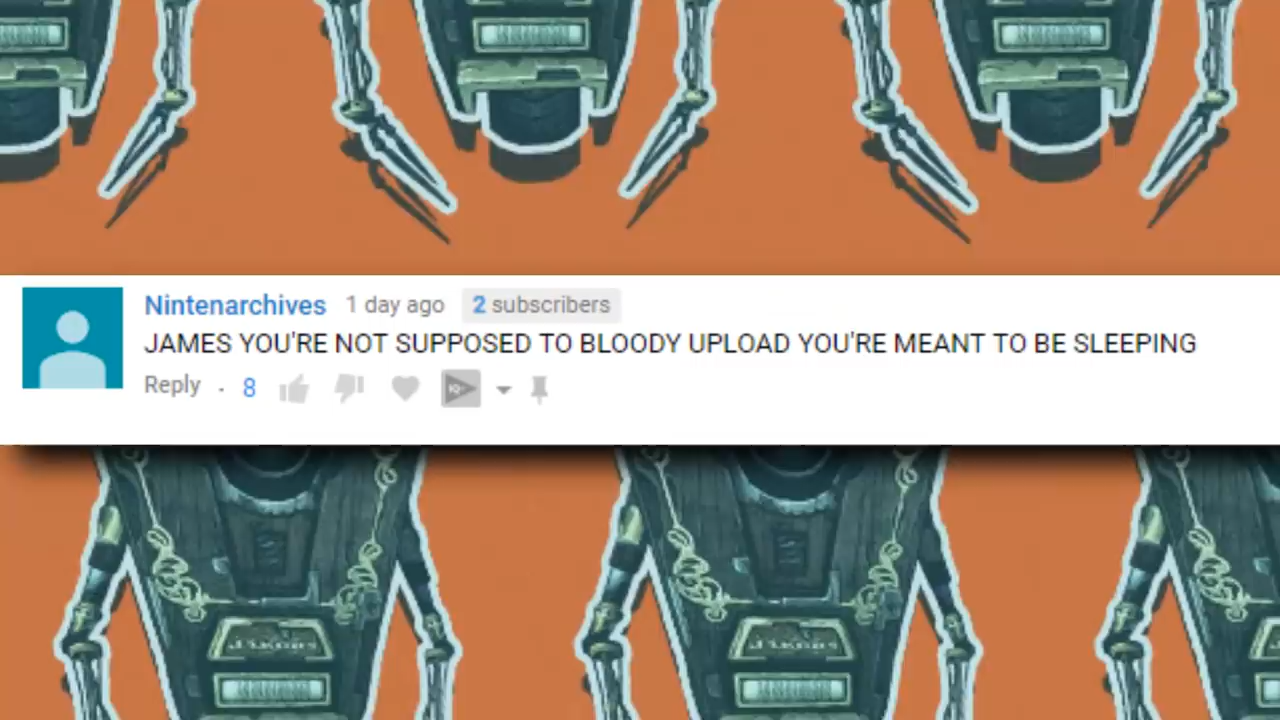 Nintenarchives 1 day ago 2 subscribers
JAMES YOU'RE NOT SUPPOSED TO BLOODY UPLOAD YOU'RE MEANT TO BE SLEEPING
Reply . 8